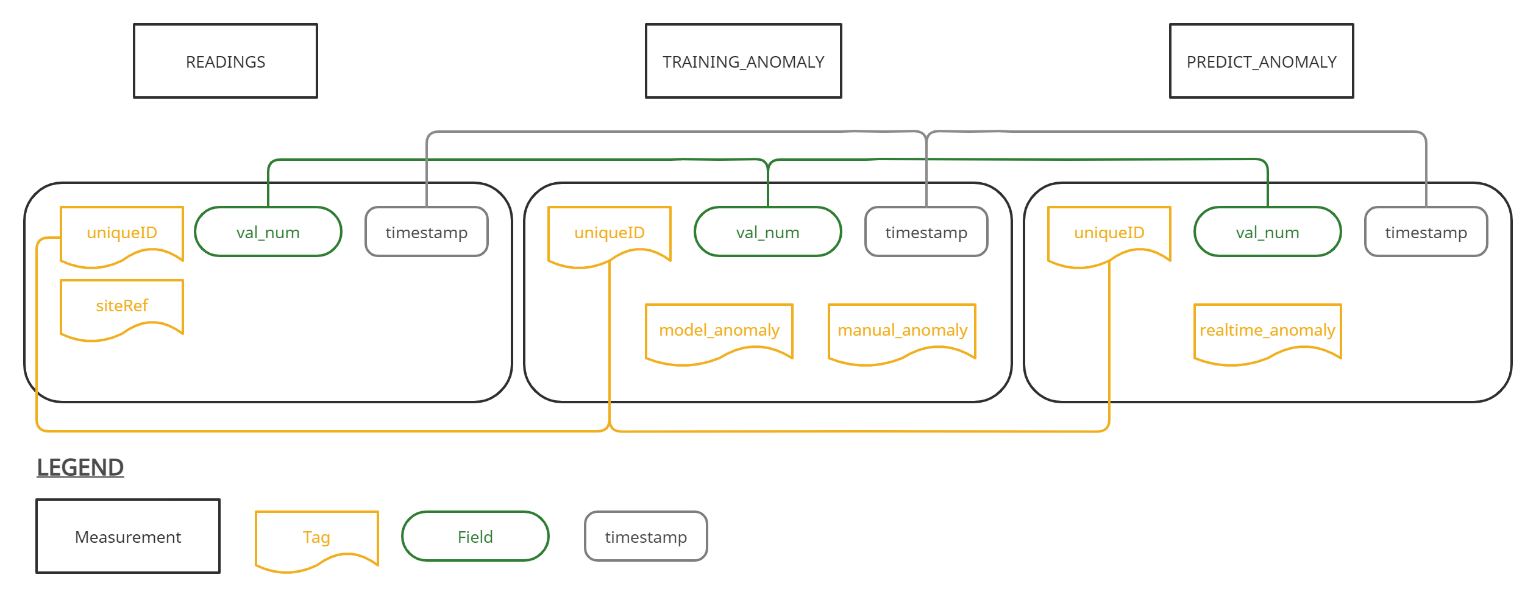 READINGS
TRAINING_ANOMALY
PREDICT_ANOMALY
uniqueID
val_num
timestamp
siteRef
uniqueID
val_num
timestamp
model_anomaly
manual_anomaly
uniqueID
val_num
timestamp
realtime_anomaly
LEGEND
Measurement
Tag
Field
timestamp